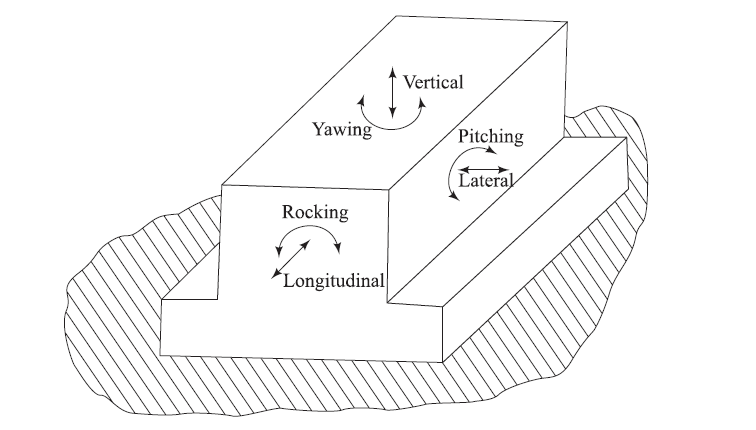 Vertical
Yawing
Pitching
Lateral
Rocking
Longitudinal